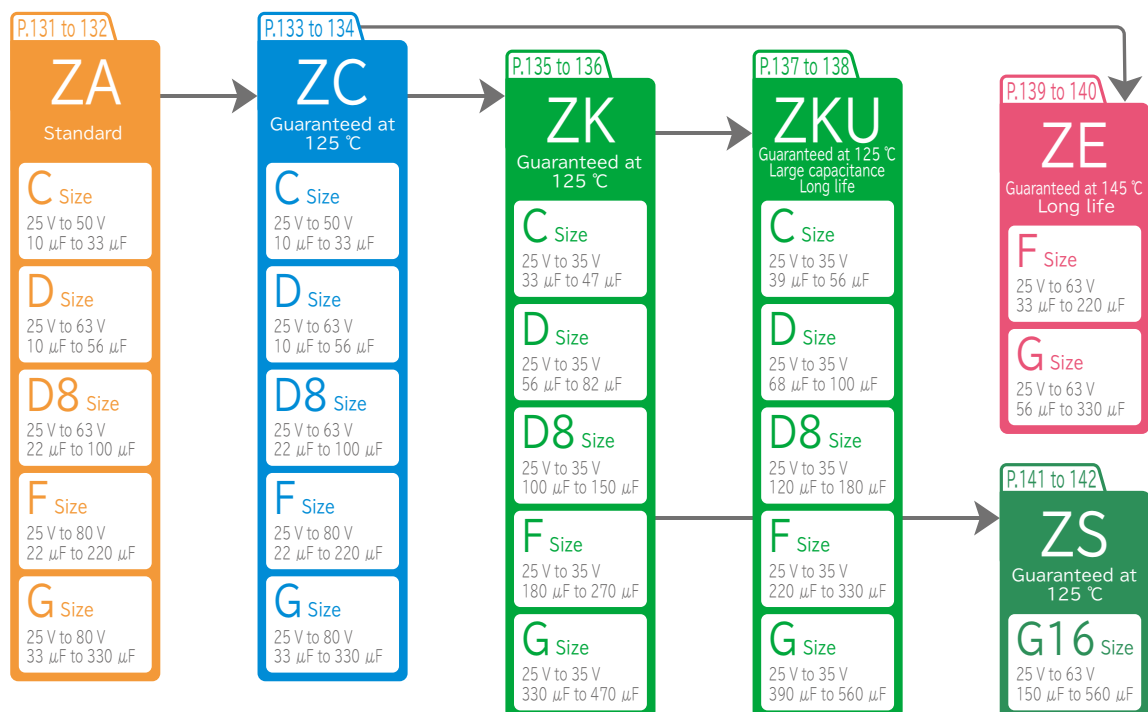 P.131 to 132
ZA
Standard
C Size
25 V to 50 V
10 μF to 33 μF
D Size
25 V to 63 V
10 μF to 56 μF
D8 Size
25 V to 63 V
22 μF to 100 μF
F Size
25 V to 80 V
22 μF to 220 μF
G Size
25 V to 80 V
33 μF to 330 μF
P.133 to 134
ZC
Guaranteed at
125 ℃
C Size
25 V to 50 V
10 μF to 33 μF
D Size
25 V to 63 V
10 μF to 56 μF
D8 Size
25 V to 63 V
22 μF to 100 μF
F Size
25 V to 80 V
22 μF to 220 μF
G Size
25 V to 80 V
33 μF to 330 μF
P.135 to 136
ZK
Guaranteed at
125 ℃
C Size
25 V to 35 V
33 μF to 47 μF
D Size
25 V to 35 V
56 μF to 82 μF
D8 Size
25 V to 35 V
100 μF to 150 μF
F Size
25 V to 35 V
180 μF to 270 μF
G Size
25 V to 35 V
330 μF to 470 μF
P.137 to 138
ZKU
Guaranteed at 125 ℃
Large capacitance
Long life
C Size
25 V to 35 V
39 μF to 56 μF
D Size
25 V to 35 V
68 μF to 100 μF
D8 Size
25 V to 35 V
120 μF to 180 μF
F Size
25 V to 35 V
220 μF to 330 μF
G Size
25 V to 35 V
390 μF to 560 μF
P.139 to 140
ZE
Guaranteed at 145 ℃
Long life
F Size
25 V to 63 V
33 μF to 220 μF
G Size
25 V to 63 V
56 μF to 330 μF
P.141 to 142
ZS
Guaranteed at
125 ℃
G16 Size
25 V to 63 V
150 μF to 560 μF